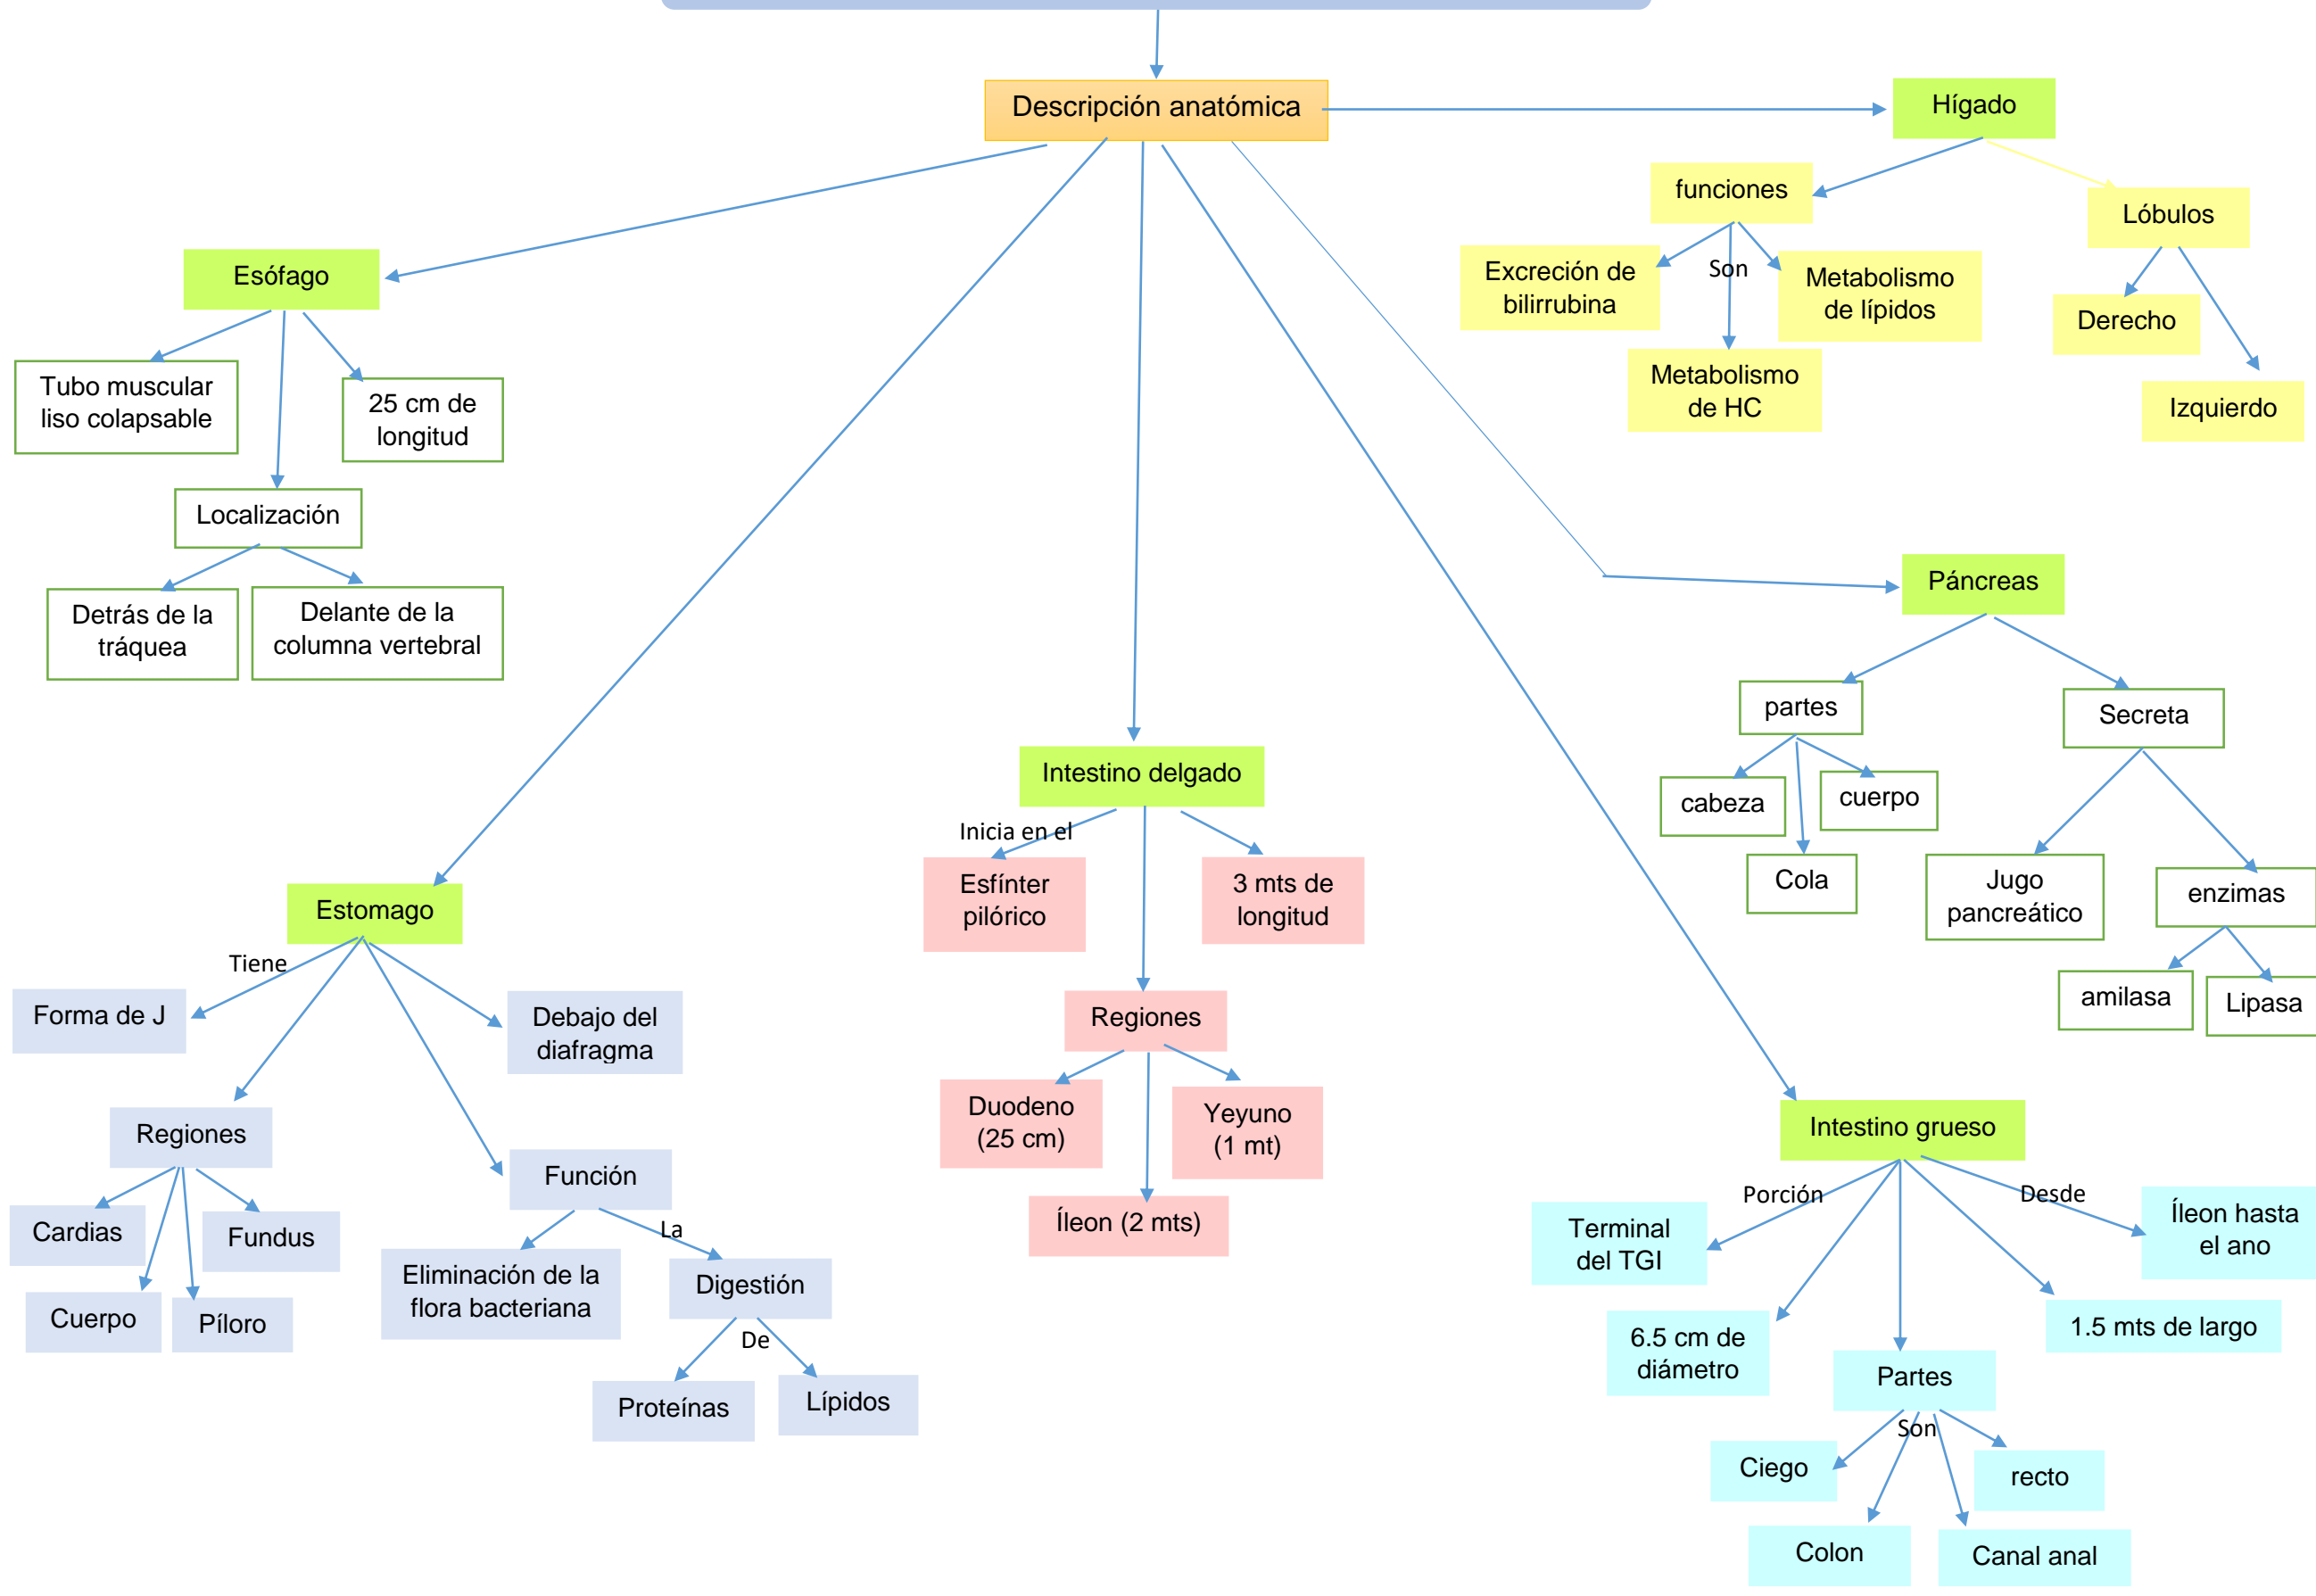 Descripción anatómica
Hígado
funciones
Lóbulos
Excreción de
bilirrubina
Son
Metabolismo
de lípidos
Metabolismo
de HC
Derecho
Izquierdo
Esófago
Tubo muscular
liso colapsable
25 cm de
longitud
Localización
Detrás de la
tráquea
Delante de la
columna vertebral
Páncreas
partes
Secreta
cabeza
cuerpo
Cola
Jugo
pancreático
enzimas
amilasa
Lipasa
Intestino delgado
Inicia en el
Esfínter
pilórico
3 mts de
longitud
Regiones
Duodeno
(25 cm)
Yeyuno
(1 mt)
Íleon (2 mts)
Estomago
Tiene
Forma de J
Debajo del
diafragma
Regiones
Cardias
Fundus
Cuerpo
Píloro
Función
La
Eliminación de la
flora bacteriana
Digestión
De
Proteínas
Lípidos
Intestino grueso
Porción
Desde
Terminal
del TGI
Íleon hasta
el ano
6.5 cm de
diámetro
1.5 mts de largo
Partes
Son
Ciego
recto
Colon
Canal anal